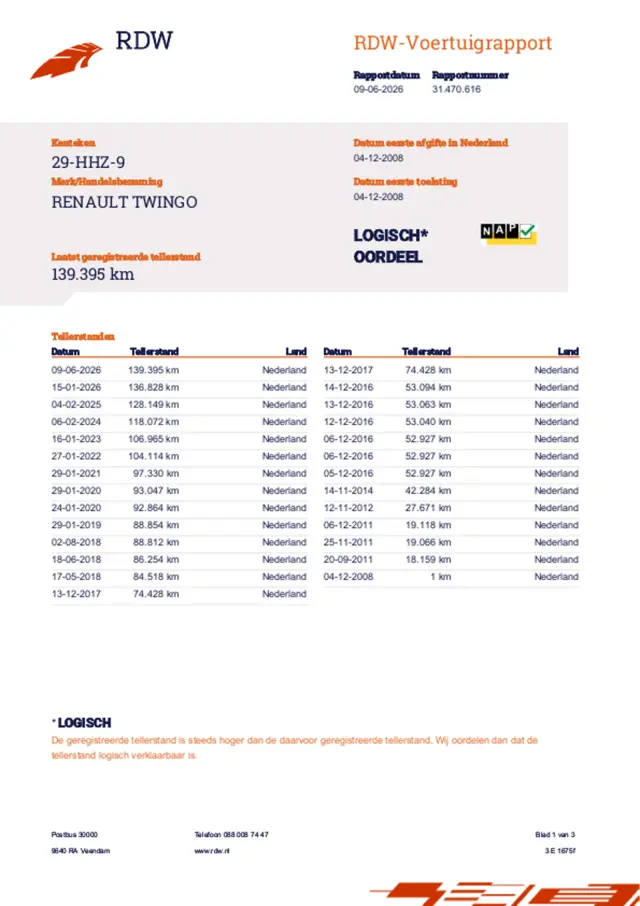 RDW
RDW-Voertuigrapport
Rapportdatum Rapportnummer
09-06-2026 31.470.616
Kenteken
29-HHZ-9
Merk/Handelsbenaming
RENAULT TWINGO
Laatst geregistreerde tellerstand
139.395 km
Datum eerste afgifte in Nederland
04-12-2008
Datum eerste toelating
04-12-2008
LOGISCH*
OORDEEL
NAP
Tellerstanden
Datum Tellerstand Land
09-06-2026 139.395 km Nederland
15-01-2026 136.828 km Nederland
04-02-2025 128.149 km Nederland
06-02-2024 118.072 km Nederland
16-01-2023 106.965 km Nederland
27-01-2022 104.114 km Nederland
29-01-2021 97.330 km Nederland
29-01-2020 93.047 km Nederland
24-01-2020 92.864 km Nederland
29-01-2019 88.854 km Nederland
02-08-2018 88.812 km Nederland
18-06-2018 86.254 km Nederland
17-05-2018 84.518 km Nederland
13-12-2017 74.428 km Nederland
Datum Tellerstand Land
13-12-2017 74.428 km Nederland
14-12-2016 53.094 km Nederland
13-12-2016 53.063 km Nederland
12-12-2016 53.040 km Nederland
06-12-2016 52.927 km Nederland
06-12-2016 52.927 km Nederland
05-12-2016 52.927 km Nederland
14-11-2014 42.284 km Nederland
12-11-2012 27.671 km Nederland
06-12-2011 19.118 km Nederland
25-11-2011 19.066 km Nederland
20-09-2011 18.159 km Nederland
04-12-2008 1 km Nederland
* LOGISCH
De geregistreerde tellerstand is steeds hoger dan de daarvoor geregistreerde tellerstand. Wij oordelen dan dat de
tellerstand logisch verklaarbaar is.
Postbus 30000 Telefoon 088 008 74 47 Blad 1 van 3
9640 RA Veendam www.rdw.nl 3 E 1675f